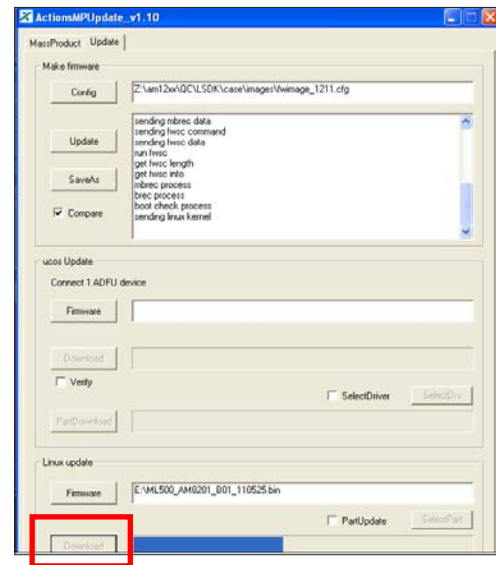 ActionsMPUpdate_v1.10
MassProduct Update
Make firmware
Config Z:\am12xx\QC\LSDK\case\images\fwimage_1211.cfg
sending mbrec data
sending fwsc command
Update sending fwsc data
run fwsc
get fwsc length
SaveAs get fwsc info
mbrec process
brec process
Compare boot check process
sending linux kernel
ucos Update
Connect 1 ADFU device
Firmware
Download
Verify
SelectDriver SelectDrv
PartDownload
Linux update
Firmware E:\ML500_AM8201_B01_110525.bin
PartUpdate SelectPart
Download